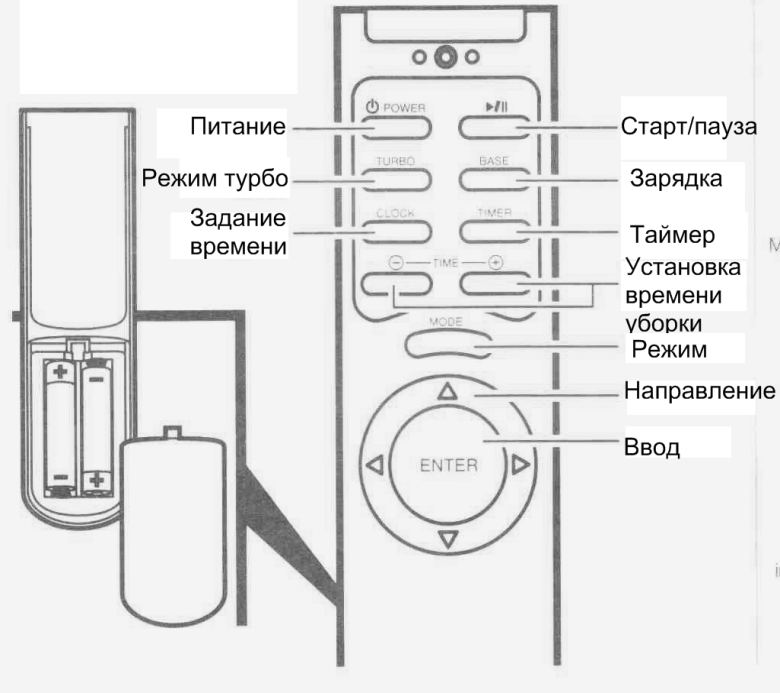 POWER
▶/II
Питание
Старт/пауза
TURBO
BASE
Режим турбо
Зарядка
CLOCK
TIMER
Задание
времени
Таймер
− TIME +
Установка
времени
уборки
MODE
Режим
Направление
ENTER
Ввод